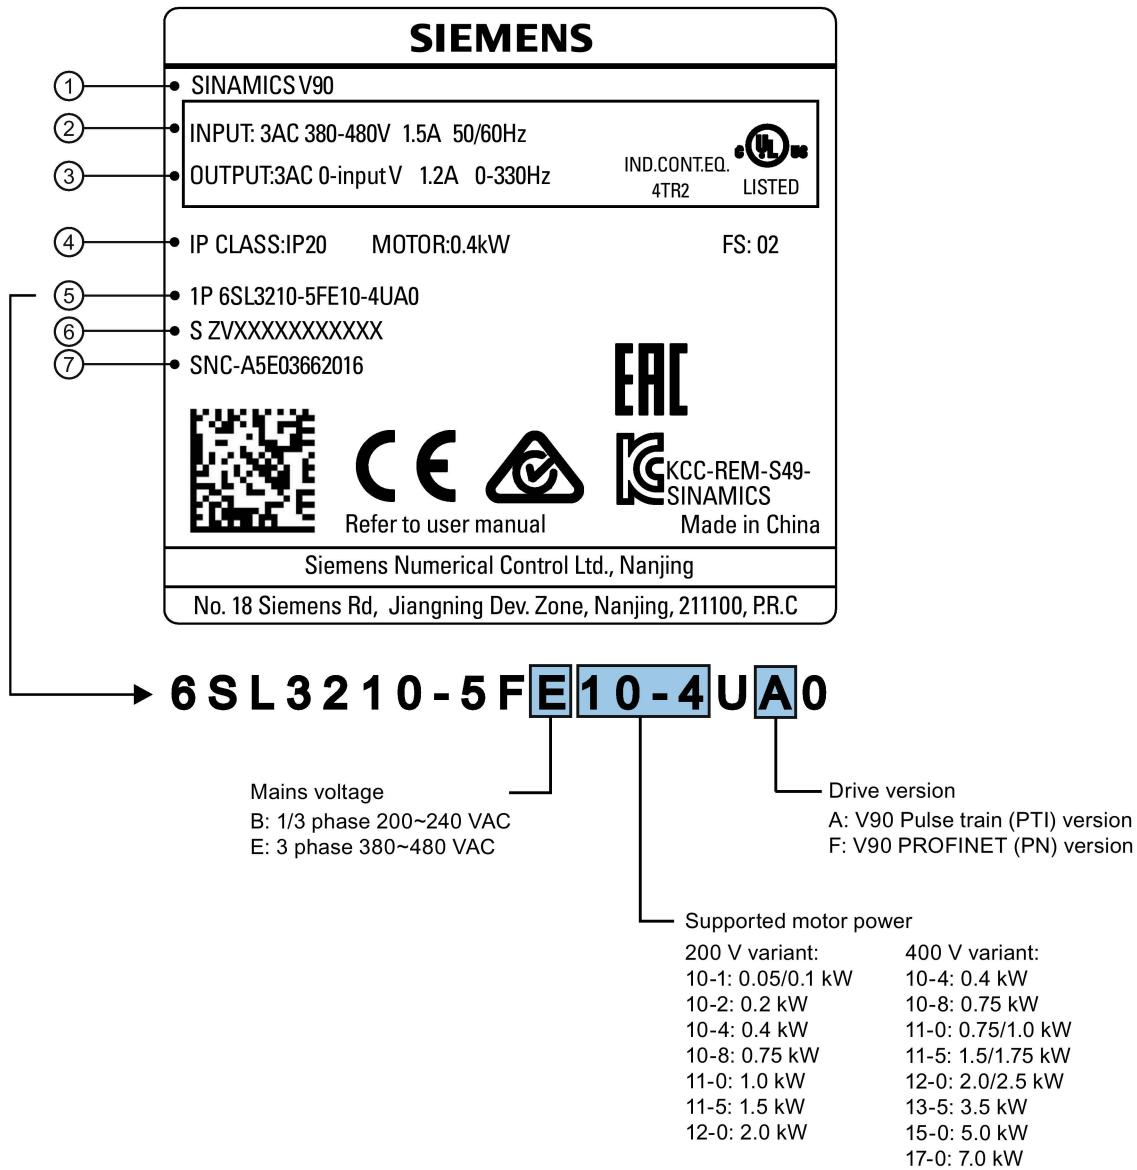 SIEMENS
① SINAMICS V90
② INPUT: 3AC 380-480V 1.5A 50/60Hz
③ OUTPUT:3AC 0-input V 1.2A 0-330Hz
IND.CONT.EQ.
4TR2
c UL us
LISTED
④ IP CLASS:IP20 MOTOR:0.4kW FS: 02
⑤ 1P 6SL3210-5FE10-4UA0
⑥ S ZVXXXXXXXXXXX
⑦ SNC-A5E03662016
EAC
CE
KC
KCC-REM-S49-
SINAMICS
Refer to user manual
Made in China
Siemens Numerical Control Ltd., Nanjing
No. 18 Siemens Rd, Jiangning Dev. Zone, Nanjing, 211100, P.R.C
6SL3210-5FE10-4UA0
Mains voltage
B: 1/3 phase 200~240 VAC
E: 3 phase 380~480 VAC
Drive version
A: V90 Pulse train (PTI) version
F: V90 PROFINET (PN) version
Supported motor power
200 V variant:
10-1: 0.05/0.1 kW
10-2: 0.2 kW
10-4: 0.4 kW
10-8: 0.75 kW
11-0: 1.0 kW
11-5: 1.5 kW
12-0: 2.0 kW
400 V variant:
10-4: 0.4 kW
10-8: 0.75 kW
11-0: 0.75/1.0 kW
11-5: 1.5/1.75 kW
12-0: 2.0/2.5 kW
13-5: 3.5 kW
15-0: 5.0 kW
17-0: 7.0 kW